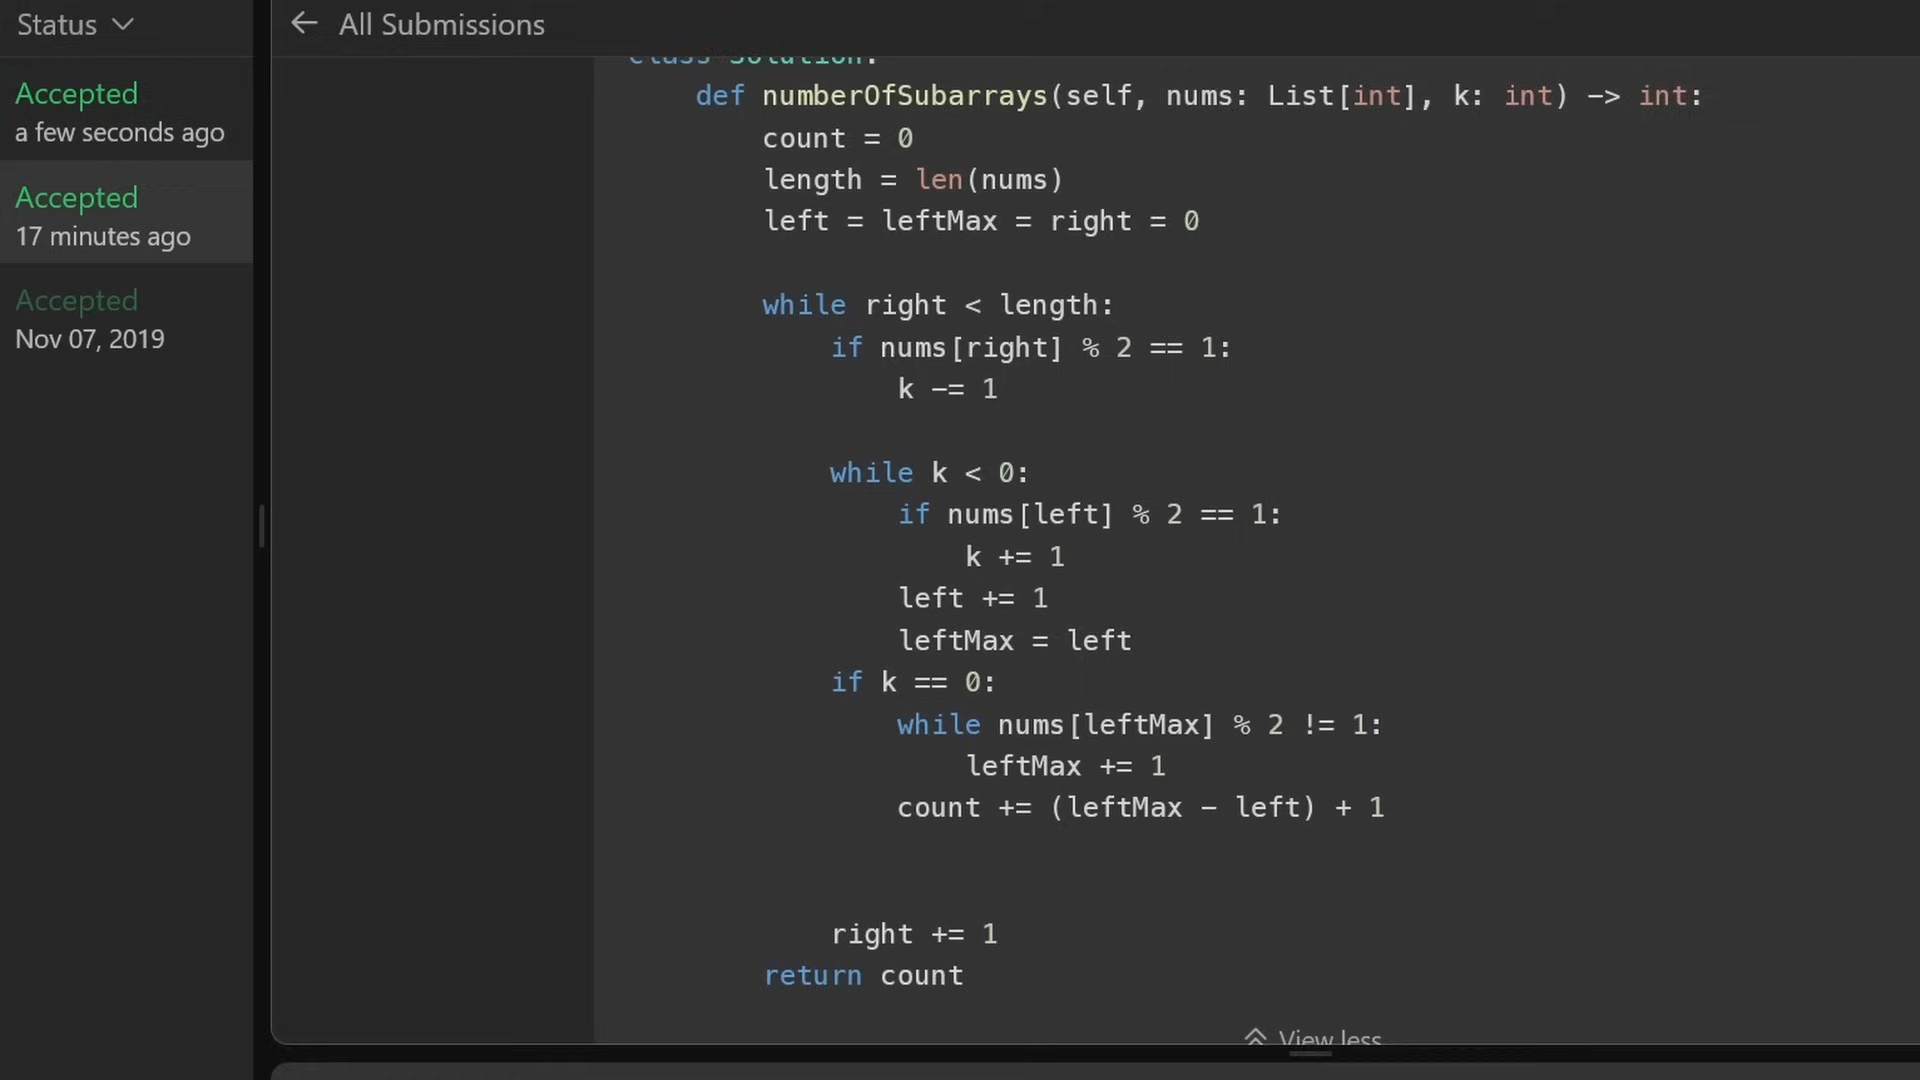 Status
Accepted
a few seconds ago
Accepted
17 minutes ago
Accepted
Nov 07, 2019
All Submissions
class Solution:
def numberOfSubarrays(self, nums: List[int], k: int) -> int:
count = 0
length = len(nums)
left = leftMax = right = 0
while right < length:
if nums[right] % 2 == 1:
k -= 1
while k < 0:
if nums[left] % 2 == 1:
k += 1
left += 1
leftMax = left
if k == 0:
while nums[leftMax] % 2 != 1:
leftMax += 1
count += (leftMax - left) + 1
right += 1
return count
View less